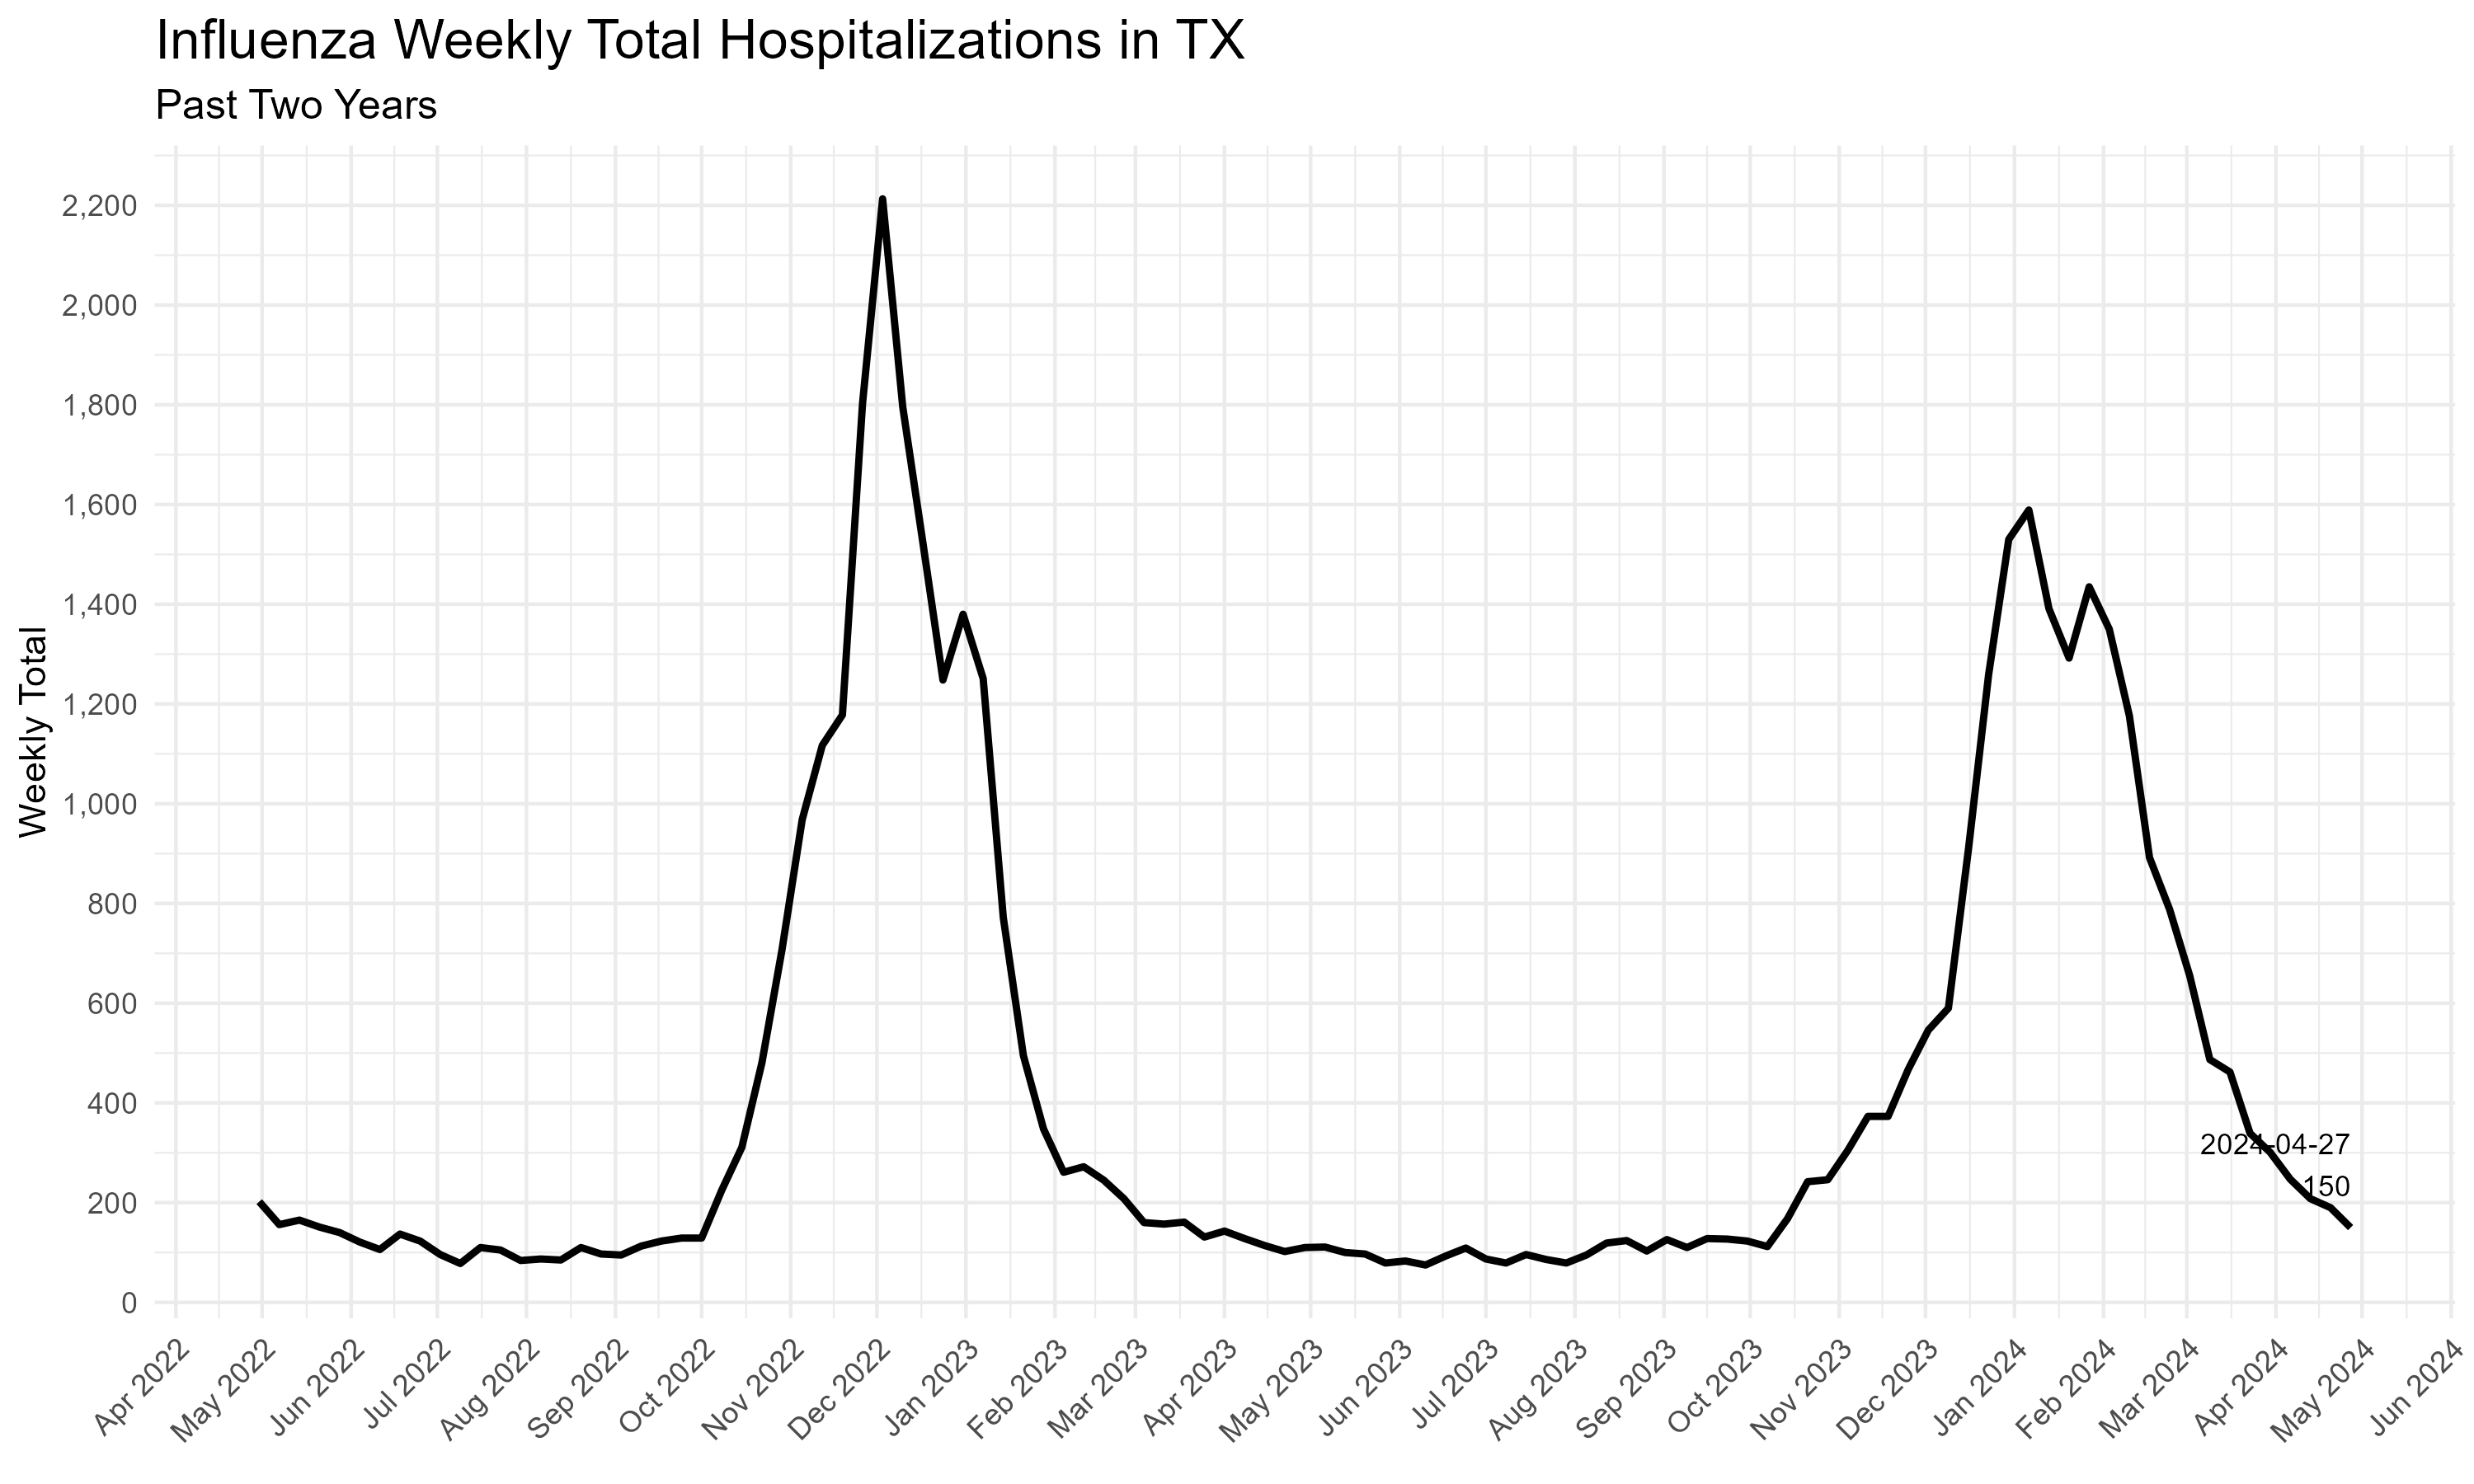 Influenza Weekly Total Hospitalizations in TX
Past Two Years
Weekly Total
2,200
2,000
1,800
1,600
1,400
1,200
1,000
800
600
400
200
0
2024-04-27
150
Apr 2022
May 2022
Jun 2022
Jul 2022
Aug 2022
Sep 2022
Oct 2022
Nov 2022
Dec 2022
Jan 2023
Feb 2023
Mar 2023
Apr 2023
May 2023
Jun 2023
Jul 2023
Aug 2023
Sep 2023
Oct 2023
Nov 2023
Dec 2023
Jan 2024
Feb 2024
Mar 2024
Apr 2024
May 2024
Jun 2024